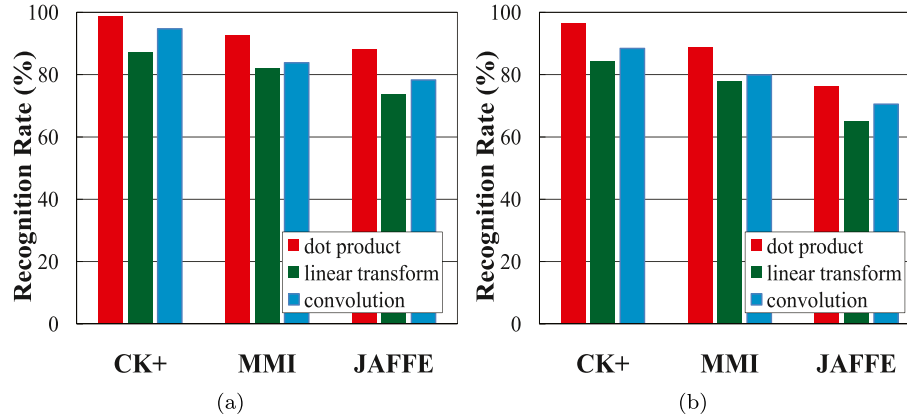 Recognition Rate (%)
100
80
60
40
20
0
dot product
linear transform
convolution
CK+ MMI JAFFE
(a)
Recognition Rate (%)
100
80
60
40
20
0
dot product
linear transform
convolution
CK+ MMI JAFFE
(b)